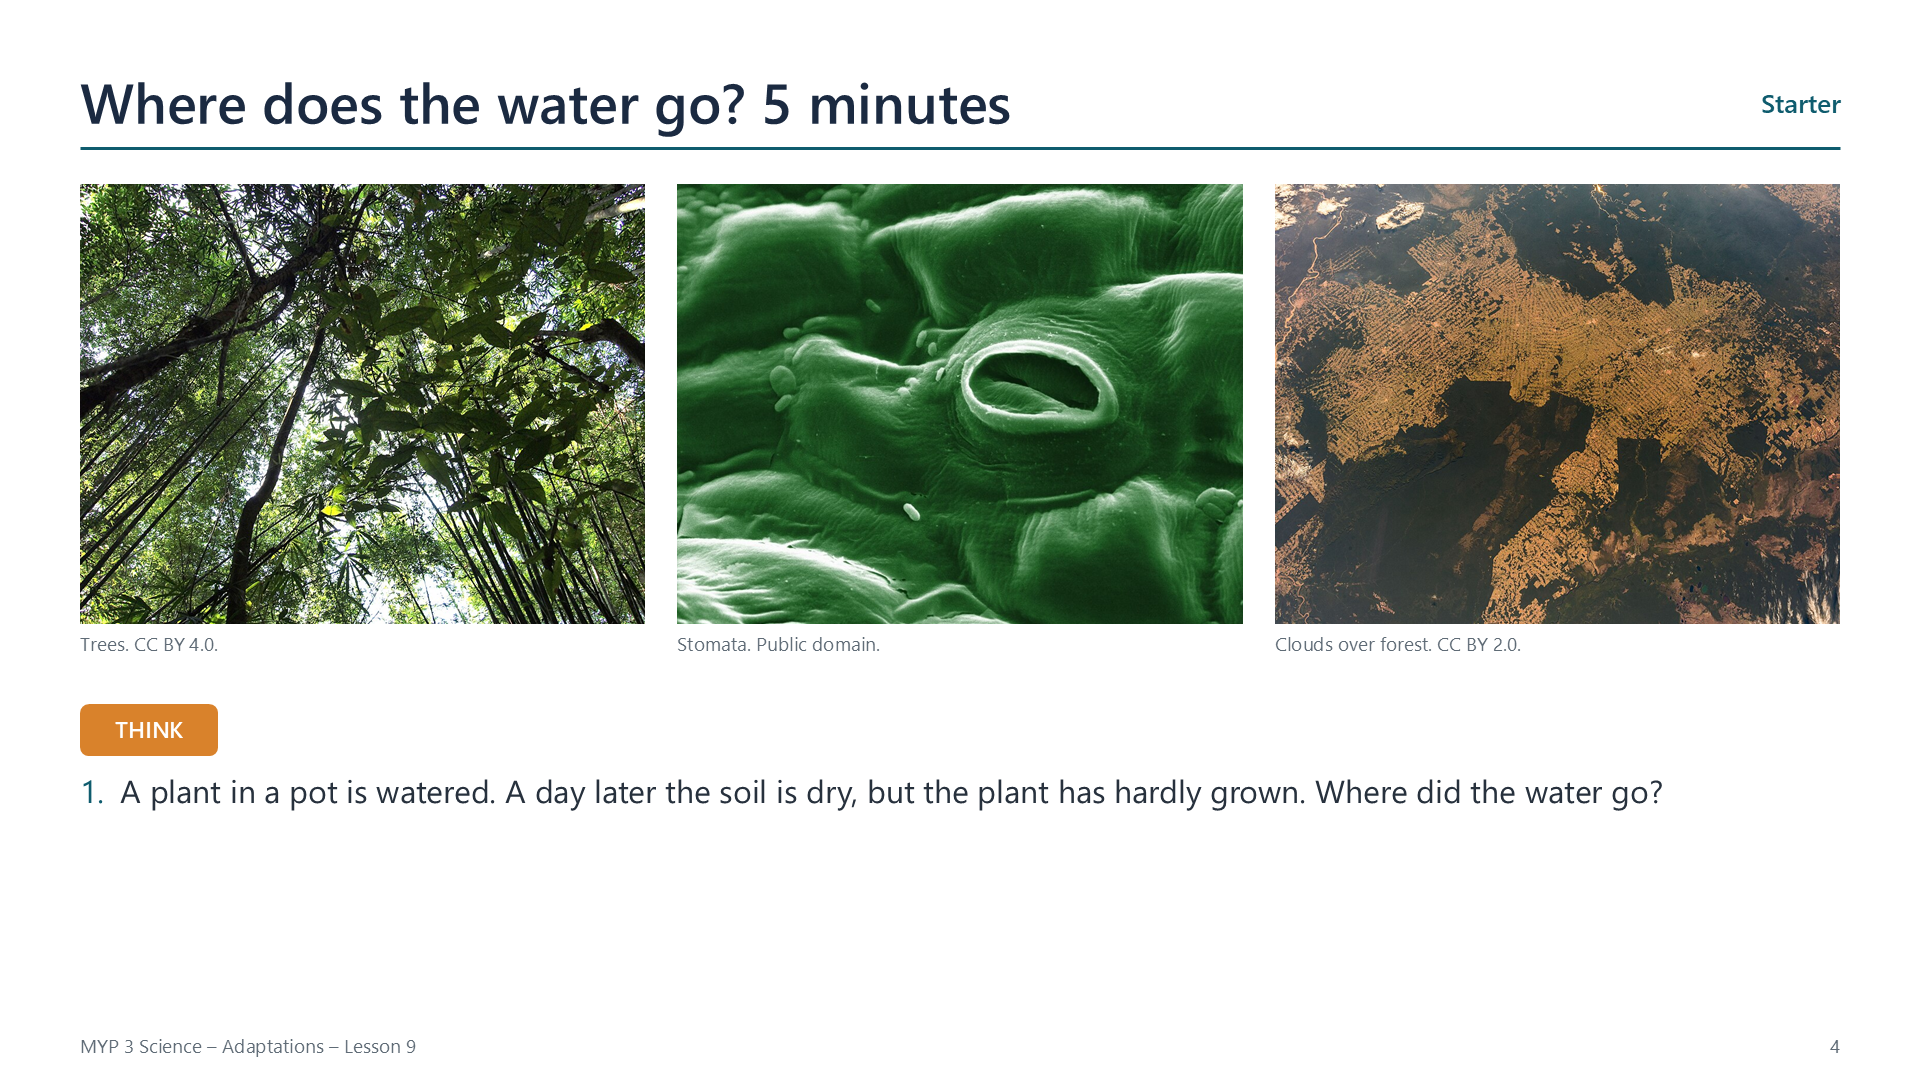 Where does the water go? 5 minutes
Starter
Trees. CC BY 4.0.
Stomata. Public domain.
Clouds over forest. CC BY 2.0.
THINK
1. A plant in a pot is watered. A day later the soil is dry, but the plant has hardly grown. Where did the water go?
MYP 3 Science – Adaptations – Lesson 9
4